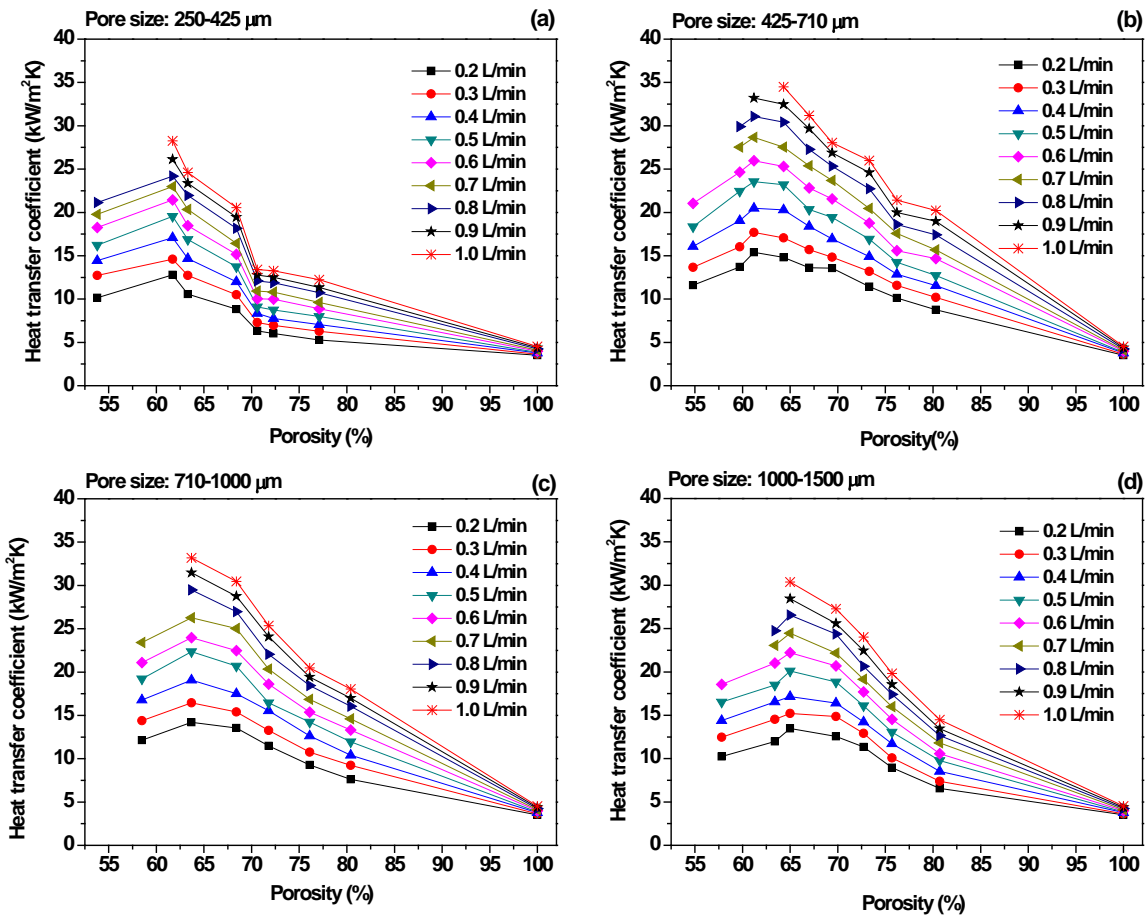 Pore size: 250-425 µm
(a)
Heat transfer coefficient (kW/m²K)
40
35
30
25
20
15
10
5
0
0.2 L/min
0.3 L/min
0.4 L/min
0.5 L/min
0.6 L/min
0.7 L/min
0.8 L/min
0.9 L/min
1.0 L/min
55 60 65 70 75 80 85 90 95 100
Porosity (%)
Pore size: 425-710 µm
(b)
Heat transfer coefficient (kW/m²K)
40
35
30
25
20
15
10
5
0
0.2 L/min
0.3 L/min
0.4 L/min
0.5 L/min
0.6 L/min
0.7 L/min
0.8 L/min
0.9 L/min
1.0 L/min
55 60 65 70 75 80 85 90 95 100
Porosity(%)
Pore size: 710-1000 µm
(c)
Heat transfer coefficient (kW/m²K)
40
35
30
25
20
15
10
5
0
0.2 L/min
0.3 L/min
0.4 L/min
0.5 L/min
0.6 L/min
0.7 L/min
0.8 L/min
0.9 L/min
1.0 L/min
55 60 65 70 75 80 85 90 95 100
Porosity (%)
Pore size: 1000-1500 µm
(d)
Heat transfer coefficient (kW/m²K)
40
35
30
25
20
15
10
5
0
0.2 L/min
0.3 L/min
0.4 L/min
0.5 L/min
0.6 L/min
0.7 L/min
0.8 L/min
0.9 L/min
1.0 L/min
55 60 65 70 75 80 85 90 95 100
Porosity (%)